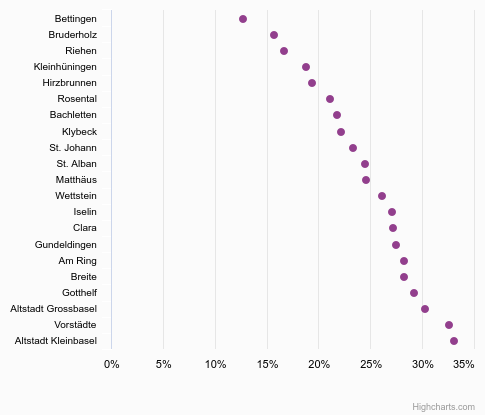 Bettingen
Bruderholz
Riehen
Kleinhüningen
Hirzbrunnen
Rosental
Bachletten
Klybeck
St. Johann
St. Alban
Matthäus
Wettstein
Iselin
Clara
Gundeldingen
Am Ring
Breite
Gotthelf
Altstadt Grossbasel
Vorstädte
Altstadt Kleinbasel
0% 5% 10% 15% 20% 25% 30% 35%
Highcharts.com